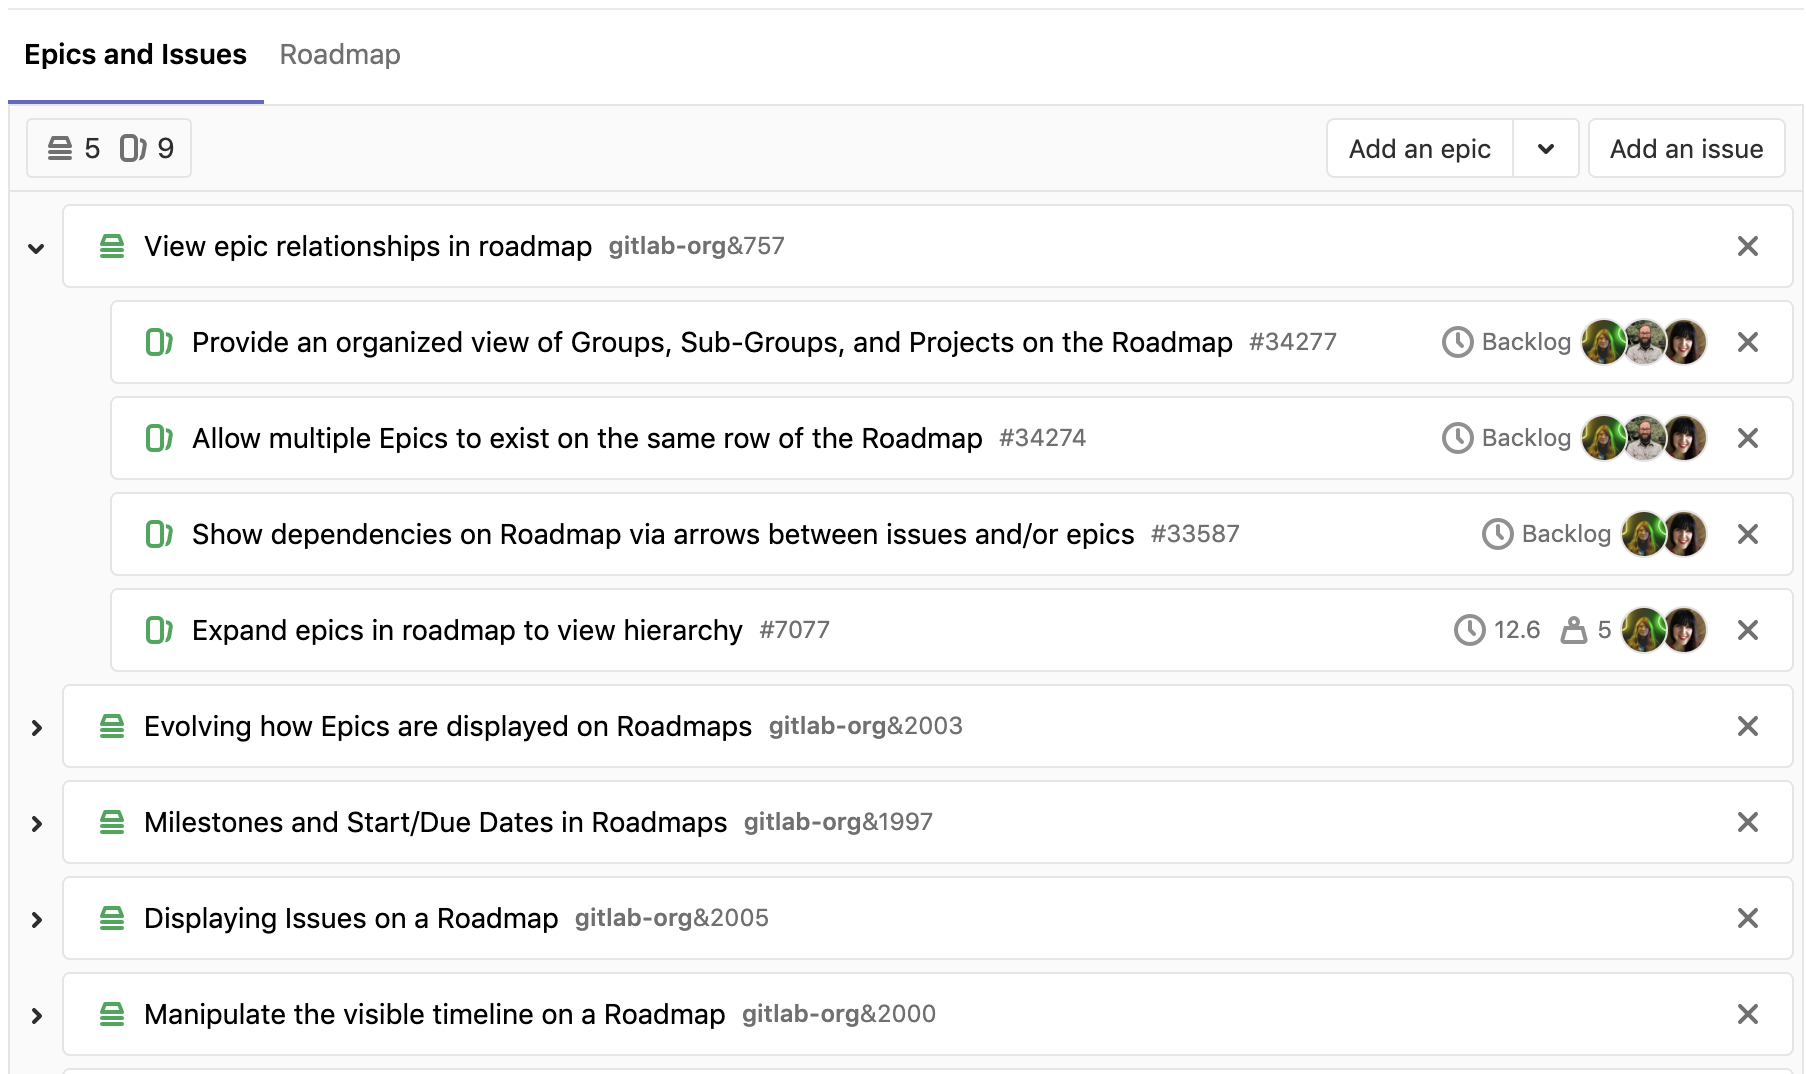 Epics and Issues Roadmap
5 9 Add an epic Add an issue
View epic relationships in roadmap gitlab-org&757
Provide an organized view of Groups, Sub-Groups, and Projects on the Roadmap #34277 Backlog
Allow multiple Epics to exist on the same row of the Roadmap #34274 Backlog
Show dependencies on Roadmap via arrows between issues and/or epics #33587 Backlog
Expand epics in roadmap to view hierarchy #7077 12.6 5
Evolving how Epics are displayed on Roadmaps gitlab-org&2003
Milestones and Start/Due Dates in Roadmaps gitlab-org&1997
Displaying Issues on a Roadmap gitlab-org&2005
Manipulate the visible timeline on a Roadmap gitlab-org&2000